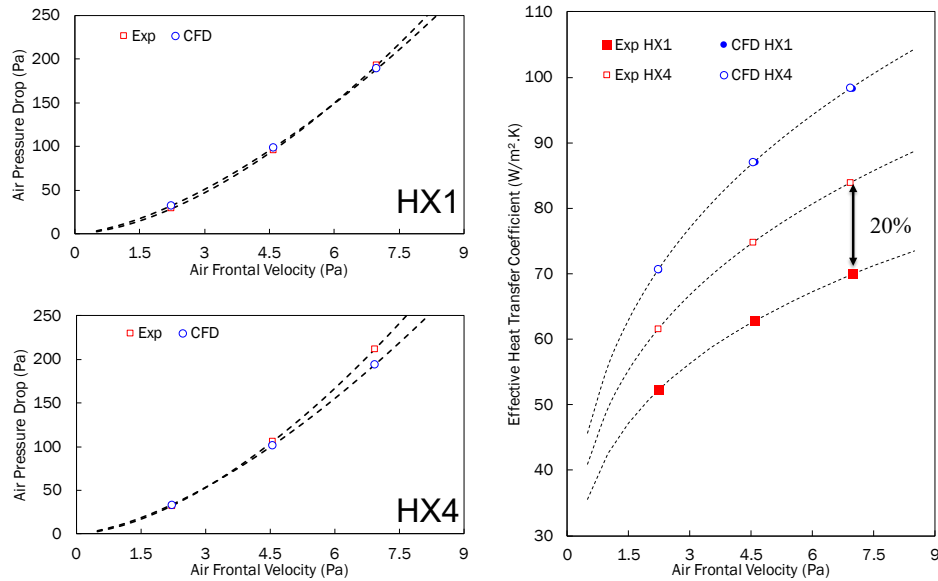 250
200
150
100
50
0
Air Pressure Drop (Pa)
Exp
CFD
HX1
0 1.5 3 4.5 6 7.5 9
Air Frontal Velocity (Pa)
250
200
150
100
50
0
Air Pressure Drop (Pa)
Exp
CFD
HX4
0 1.5 3 4.5 6 7.5 9
Air Frontal Velocity (Pa)
110
100
90
80
70
60
50
40
30
Effective Heat Transfer Coefficient (W/m².K)
Exp HX1
CFD HX1
Exp HX4
CFD HX4
20%
0 1.5 3 4.5 6 7.5 9
Air Frontal Velocity (Pa)